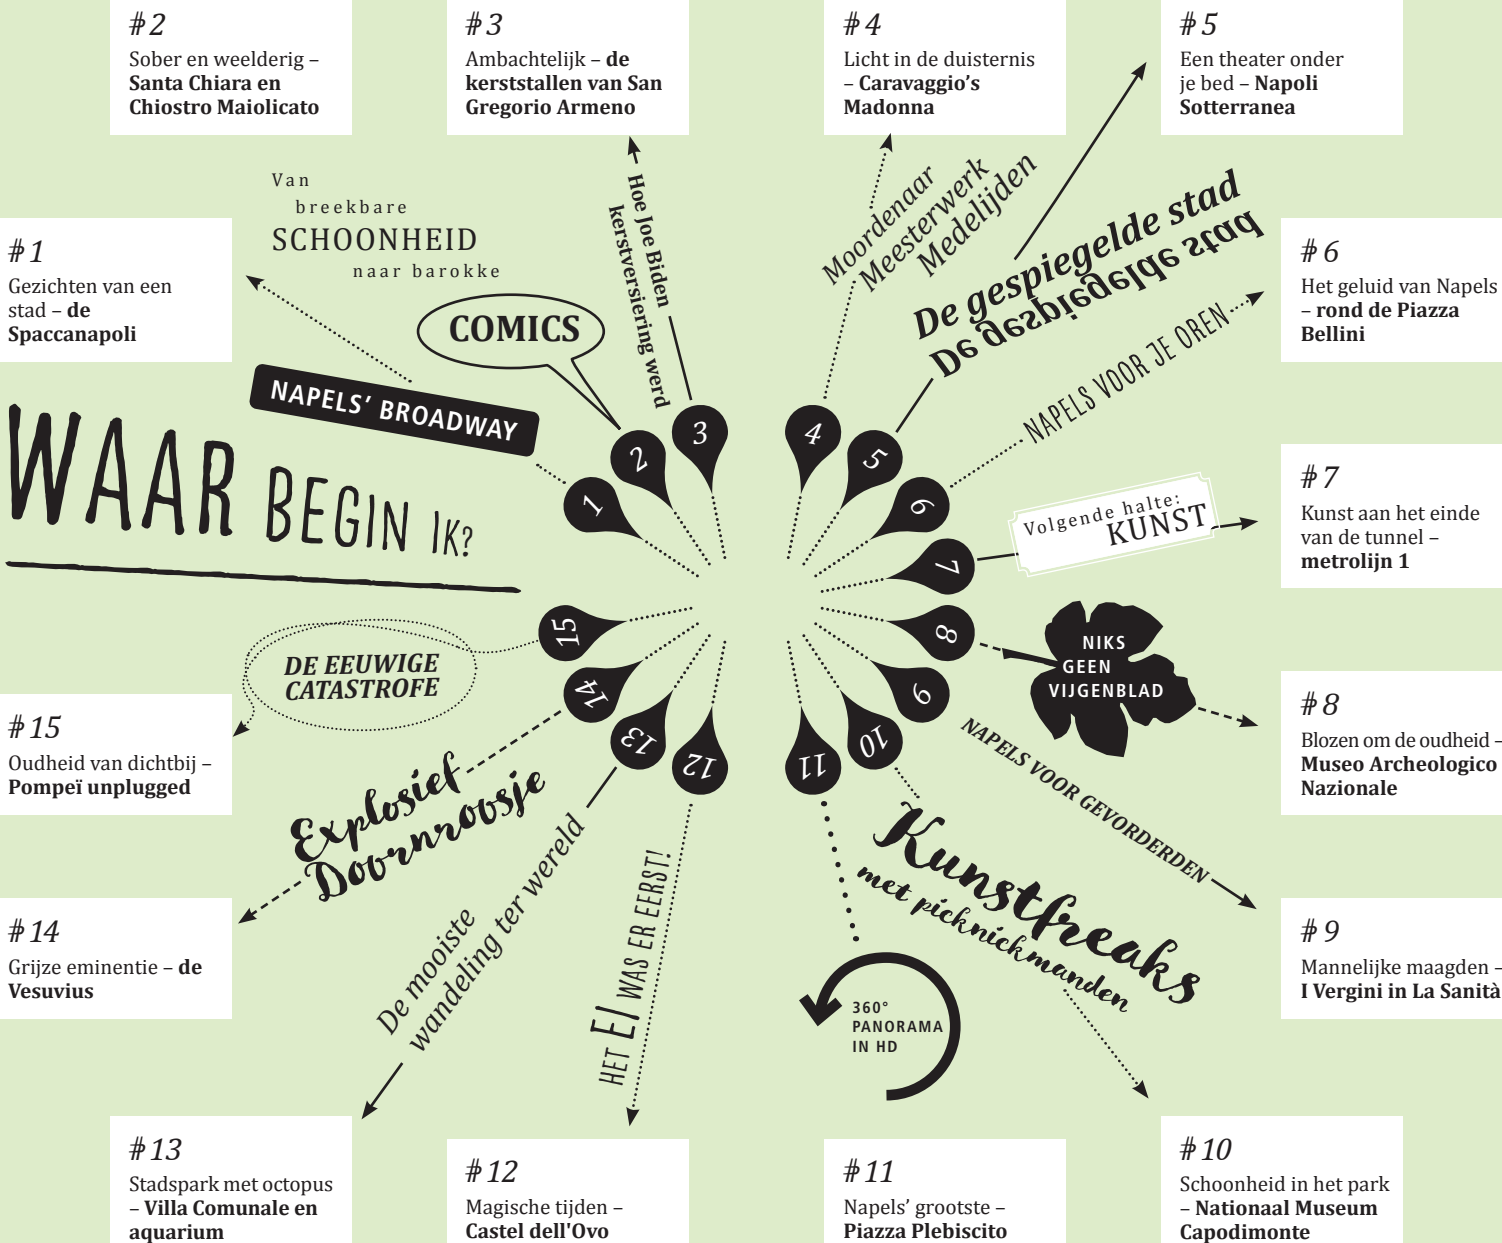 # 2
Sober en weelderig –
Santa Chiara en
Chiostro Maiolicato
# 3
Ambachtelijk – de
kerststallen van San
Gregorio Armeno
# 4
Licht in de duisternis
– Caravaggio's
Madonna
# 5
Een theater onder
je bed – Napoli
Sotterranea
Van
breekbare
SCHOONHEID
naar barokke
COMICS
Hoe Joe Biden
kerstversiering werd
Moordenaar
Meesterwerk
Medelijden
De gespiegelde stad
De gespiegelde stad
# 1
Gezichten van een
stad – de
Spaccanapoli
NAPELS' BROADWAY
NAPELS VOOR JE OREN
# 6
Het geluid van Napels
– rond de Piazza
Bellini
WAAR BEGIN IK?
1
2
3
4
5
6
7
8
9
10
11
12
13
14
15
Volgende halte:
KUNST
# 7
Kunst aan het einde
van de tunnel –
metrolijn 1
DE EEUWIGE
CATASTROFE
NIKS
GEEN
VIJGENBLAD
# 15
Oudheid van dichtbij –
Pompeï unplugged
# 8
Blozen om de oudheid –
Museo Archeologico
Nazionale
Explosief
Doornroosje
NAPELS VOOR GEVORDERDEN
# 14
Grijze eminentie – de
Vesuvius
De mooiste
wandeling ter wereld
HET EI WAS ER EERST!
360°
PANORAMA
IN HD
Kunstfreaks
met picknickmanden
# 9
Mannelijke maagden –
I Vergini in La Sanità
# 13
Stadspark met octopus
– Villa Comunale en
aquarium
# 12
Magische tijden –
Castel dell'Ovo
# 11
Napels' grootste –
Piazza Plebiscito
# 10
Schoonheid in het park
– Nationaal Museum
Capodimonte